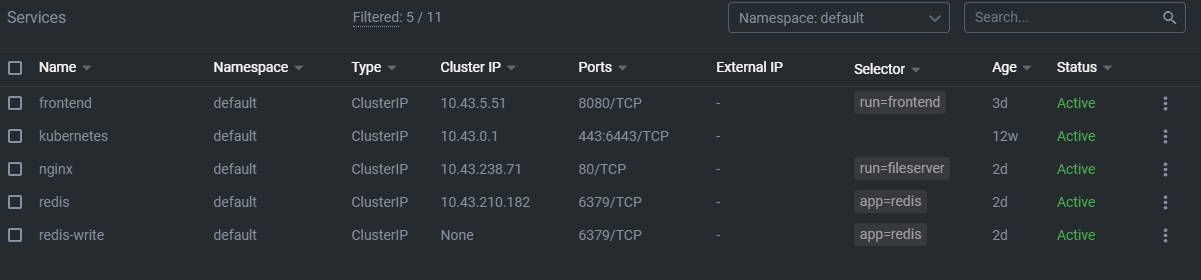 Services Filtered: 5 / 11 Namespace: default Search...
Name Namespace Type Cluster IP Ports External IP Selector Age Status
frontend default ClusterIP 10.43.5.51 8080/TCP - run=frontend 3d Active
kubernetes default ClusterIP 10.43.0.1 443:6443/TCP - 12w Active
nginx default ClusterIP 10.43.238.71 80/TCP - run=fileserver 2d Active
redis default ClusterIP 10.43.210.182 6379/TCP - app=redis 2d Active
redis-write default ClusterIP None 6379/TCP - app=redis 2d Active